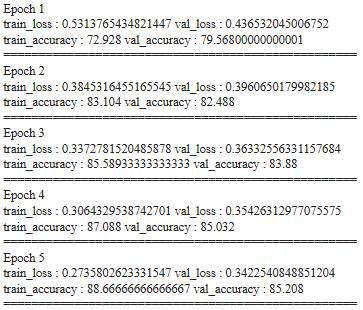 Epoch 1
train_loss : 0.5313765434821447 val_loss : 0.436532045006752
train_accuracy : 72.928 val_accuracy : 79.56800000000001
==================================================
Epoch 2
train_loss : 0.3845316455165545 val_loss : 0.3960650179982185
train_accuracy : 83.104 val_accuracy : 82.488
==================================================
Epoch 3
train_loss : 0.3372781520485878 val_loss : 0.36332556331157684
train_accuracy : 85.58933333333333 val_accuracy : 83.88
==================================================
Epoch 4
train_loss : 0.3064329538742701 val_loss : 0.35426312977075575
train_accuracy : 87.088 val_accuracy : 85.032
==================================================
Epoch 5
train_loss : 0.2735802623331547 val_loss : 0.3422540848851204
train_accuracy : 88.66666666666667 val_accuracy : 85.208
==================================================